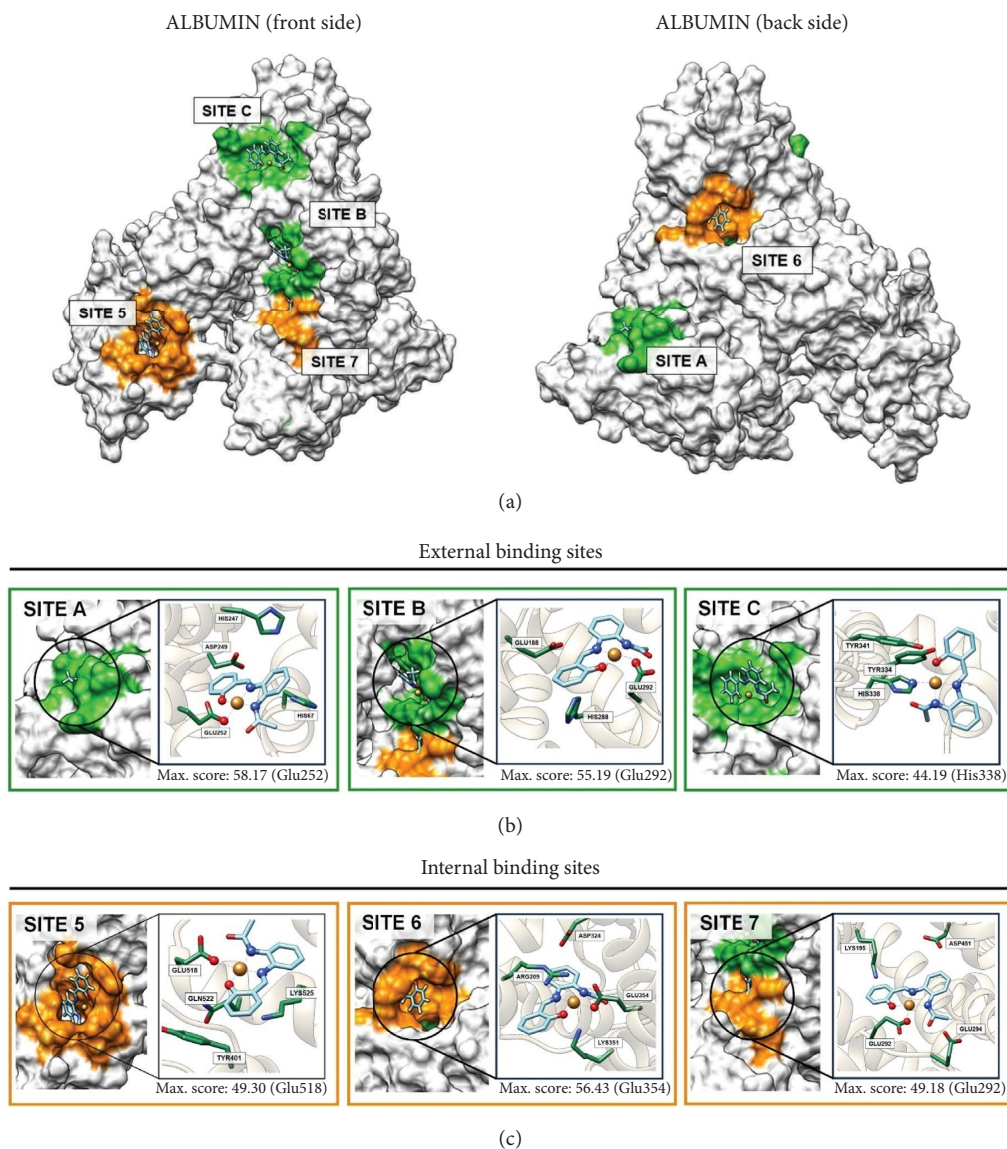 ALBUMIN (front side)
ALBUMIN (back side)
SITE C
SITE B
SITE 5
SITE 7
SITE 6
SITE A
(a)
External binding sites
SITE A
HIS247
ASP249
GLU252
HIS67
Max. score: 58.17 (Glu252)
SITE B
GLU188
GLU292
HIS288
Max. score: 55.19 (Glu292)
SITE C
TYR341
TYR334
HIS338
Max. score: 44.19 (His338)
(b)
Internal binding sites
SITE 5
GLU518
GLN522
LYS525
TYR401
Max. score: 49.30 (Glu518)
SITE 6
ASP324
ARG209
GLU354
LYS351
Max. score: 56.43 (Glu354)
SITE 7
LYS195
ASP451
GLU292
GLU294
Max. score: 49.18 (Glu292)
(c)